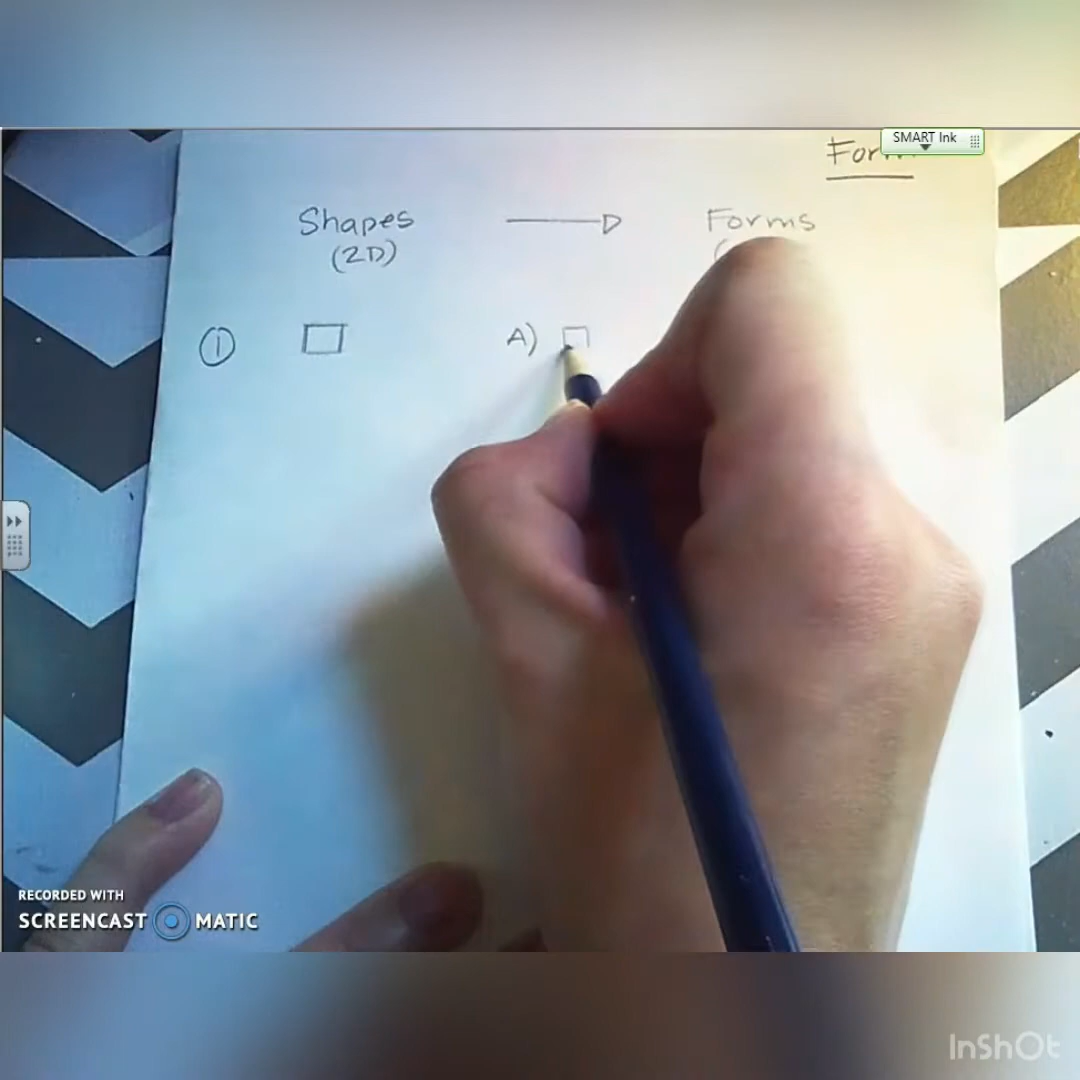 SMART Ink
Shapes
Forms
(2D)
①
A)
RECORDED WITH
SCREENCAST MATIC
InShOt